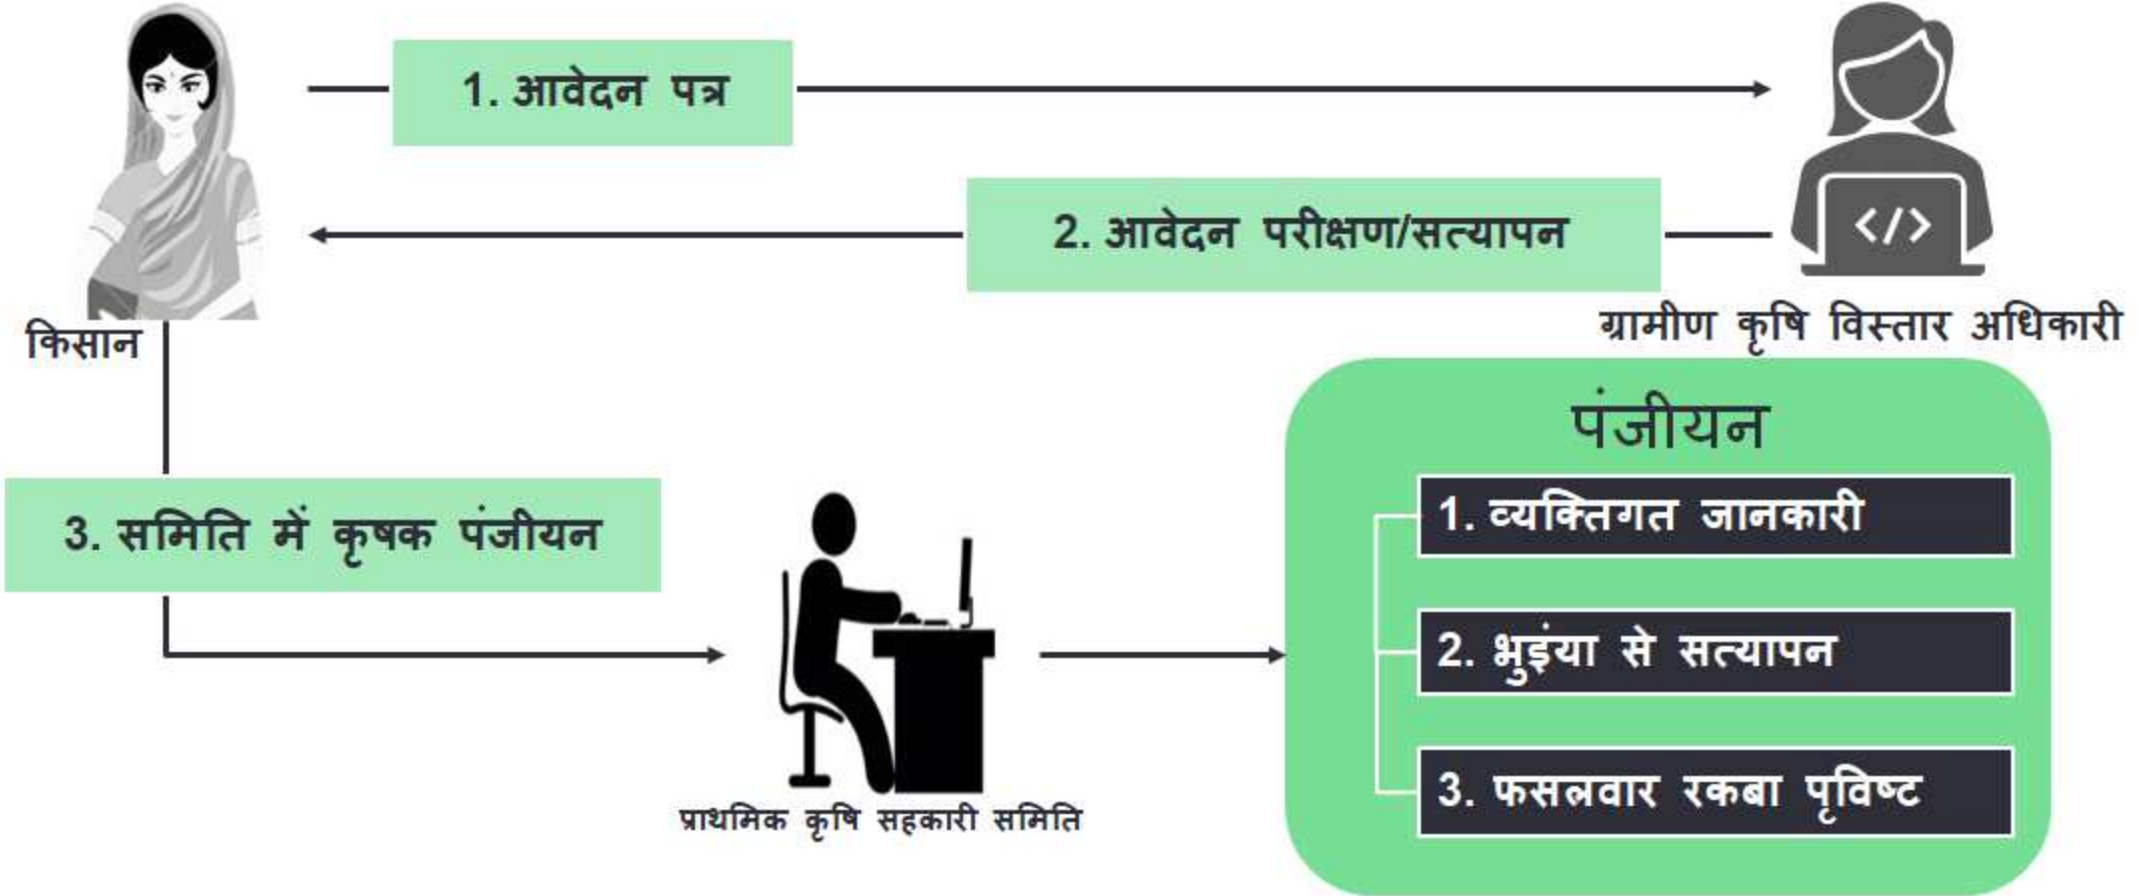 1. आवेदन पत्र
2. आवेदन परीक्षण/सत्यापन
किसान
ग्रामीण कृषि विस्तार अधिकारी
3. समिति में कृषक पंजीयन
प्राथमिक कृषि सहकारी समिति
पंजीयन
1. व्यक्तिगत जानकारी
2. भुइंया से सत्यापन
3. फसलवार रकबा पृविष्ट